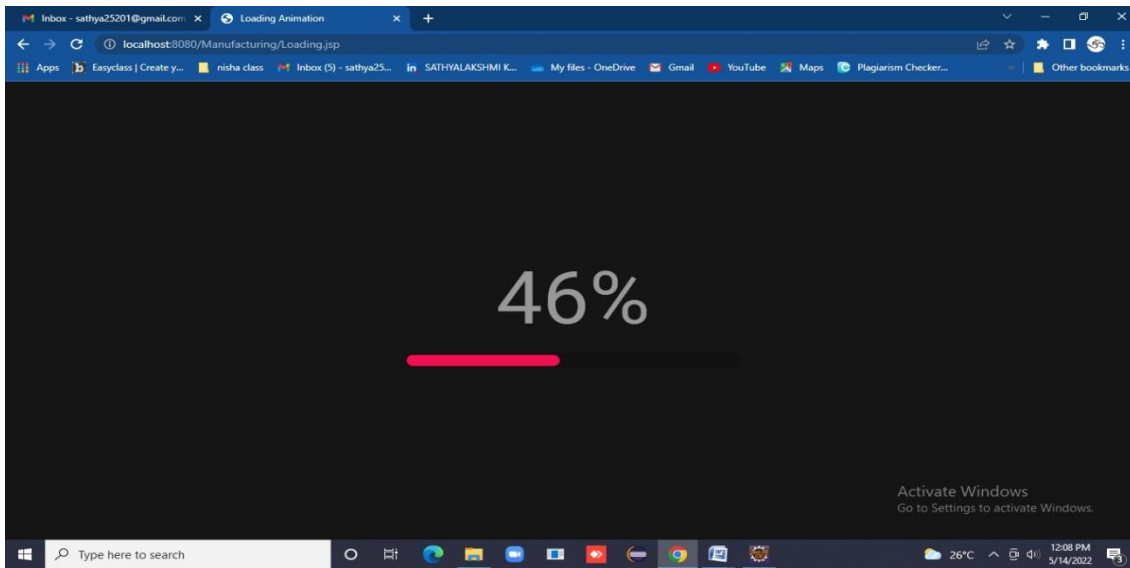 Inbox - sathya25201@gmail.com
Loading Animation
localhost:8080/Manufacturing/Loading.jsp
Apps Easyclass | Create y... nisha class Inbox (5) - sathya25... SATHYALAKSHMI K... My files - OneDrive Gmail YouTube Maps Plagiarism Checker... Other bookmarks
46%
Activate Windows
Go to Settings to activate Windows.
Type here to search
26°C
12:08 PM
5/14/2022
3